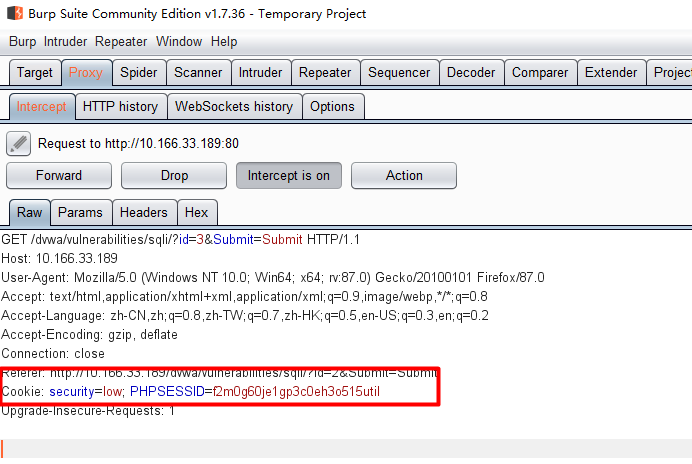 Burp Suite Community Edition v1.7.36 - Temporary Project
Burp Intruder Repeater Window Help
Target Proxy Spider Scanner Intruder Repeater Sequencer Decoder Comparer Extender Project
Intercept HTTP history WebSockets history Options
Request to http://10.166.33.189:80
Forward Drop Intercept is on Action
Raw Params Headers Hex
GET /dvwa/vulnerabilities/sqli/?id=3&Submit=Submit HTTP/1.1
Host: 10.166.33.189
User-Agent: Mozilla/5.0 (Windows NT 10.0; Win64; x64; rv:87.0) Gecko/20100101 Firefox/87.0
Accept: text/html,application/xhtml+xml,application/xml;q=0.9,image/webp,*/*;q=0.8
Accept-Language: zh-CN,zh;q=0.8,zh-TW;q=0.7,zh-HK;q=0.5,en-US;q=0.3,en;q=0.2
Accept-Encoding: gzip, deflate
Connection: close
Referer: http://10.166.33.189/dvwa/vulnerabilities/sqli/?id=2&Submit=Submit
Cookie: security=low; PHPSESSID=f2m0g60je1gp3c0eh3o515util
Upgrade-Insecure-Requests: 1